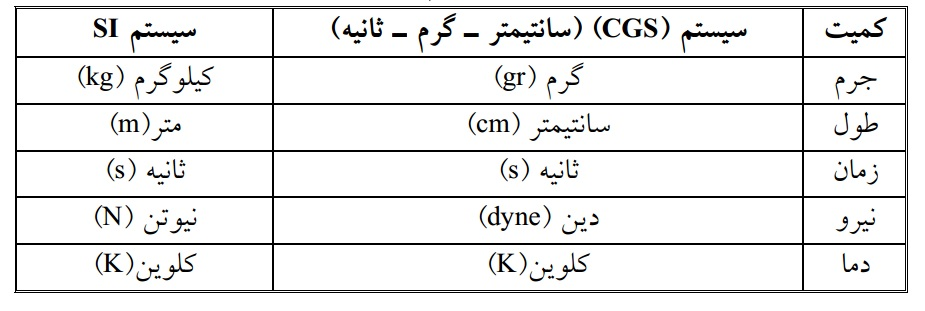 کمیت سیستم (CGS) (سانتیمتر ـ گرم ـ ثانیه) سیستم SI
جرم گرم (gr) کیلوگرم (kg)
طول سانتیمتر (cm) متر(m)
زمان ثانیه (s) ثانیه (s)
نیرو دین (dyne) نیوتن (N)
دما کلوین(K) کلوین(K)